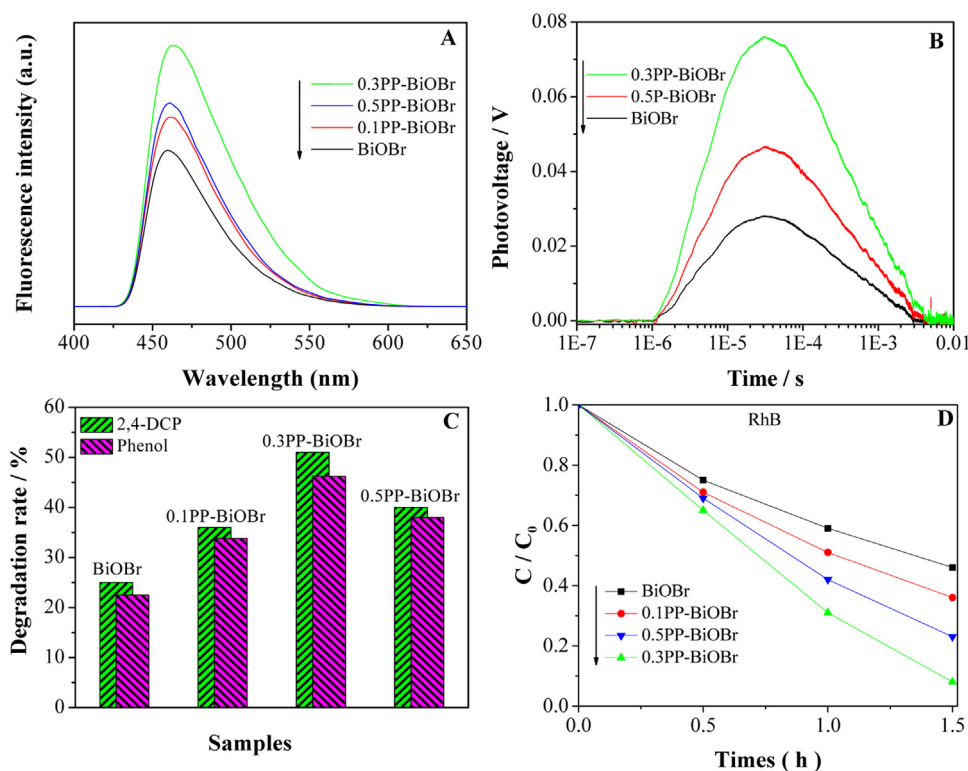 A
Fluorescence intensity (a.u.)
0.3PP-BiOBr
0.5PP-BiOBr
0.1PP-BiOBr
BiOBr
400 450 500 550 600 650
Wavelength (nm)
B
Photovoltage / V
0.08
0.06
0.04
0.02
0.00
0.3PP-BiOBr
0.5P-BiOBr
BiOBr
1E-7 1E-6 1E-5 1E-4 1E-3 0.01
Time / s
C
Degradation rate / %
60
50
40
30
20
10
0
2,4-DCP
Phenol
BiOBr
0.1PP-BiOBr
0.3PP-BiOBr
0.5PP-BiOBr
Samples
D
RhB
C / C0
1.0
0.8
0.6
0.4
0.2
0.0
BiOBr
0.1PP-BiOBr
0.5PP-BiOBr
0.3PP-BiOBr
0.0 0.5 1.0 1.5
Times ( h )